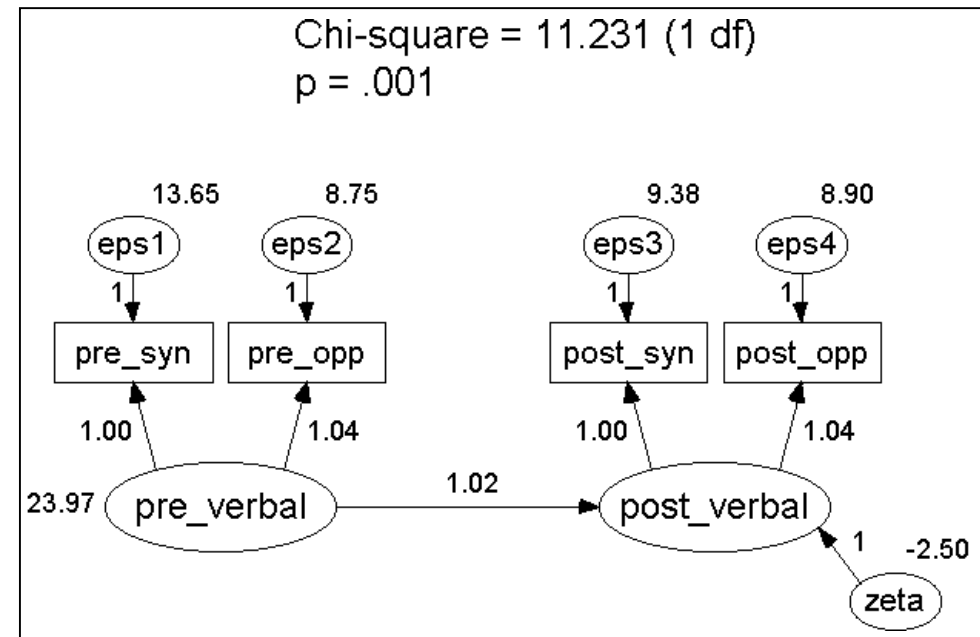 Chi-square = 11.231 (1 df)
p = .001
13.65 8.75 9.38 8.90
eps1 eps2 eps3 eps4
1 1 1 1
pre_syn pre_opp post_syn post_opp
1.00 1.04 1.00 1.04
1.02
23.97 pre_verbal post_verbal
1 -2.50
zeta